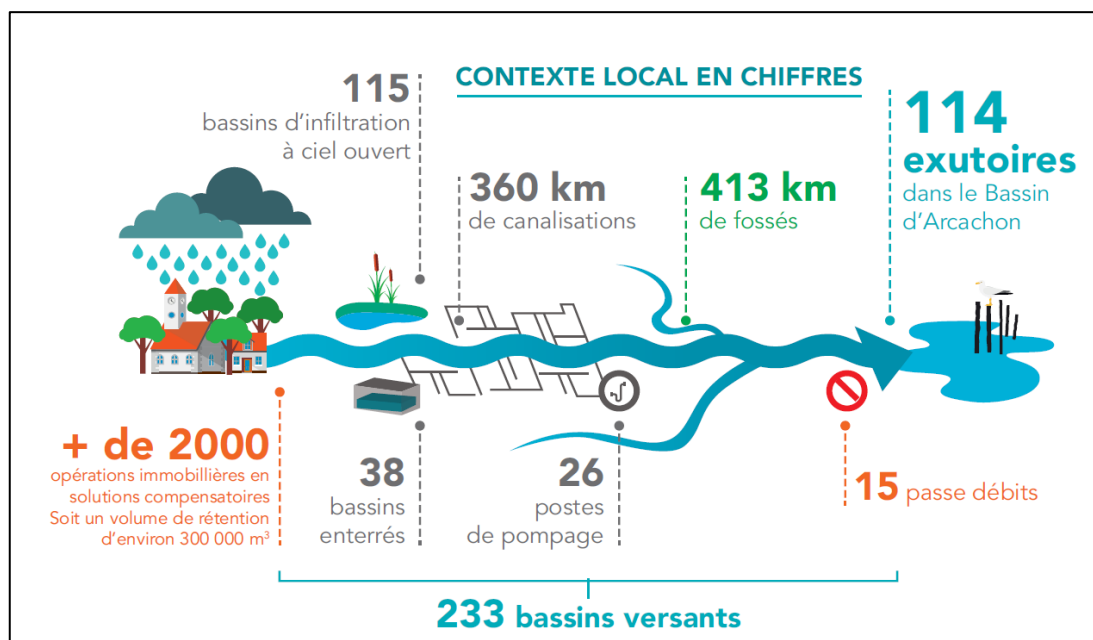 CONTEXTE LOCAL EN CHIFFRES
115
bassins d'infiltration
à ciel ouvert
360 km
de canalisations
413 km
de fossés
114
exutoires
dans le Bassin
d'Arcachon
+ de 2000
opérations immobillières en
solutions compensatoires
Soit un volume de rétention
d'environ 300 000 m³
38
bassins
enterrés
26
postes
de pompage
15 passe débits
233 bassins versants